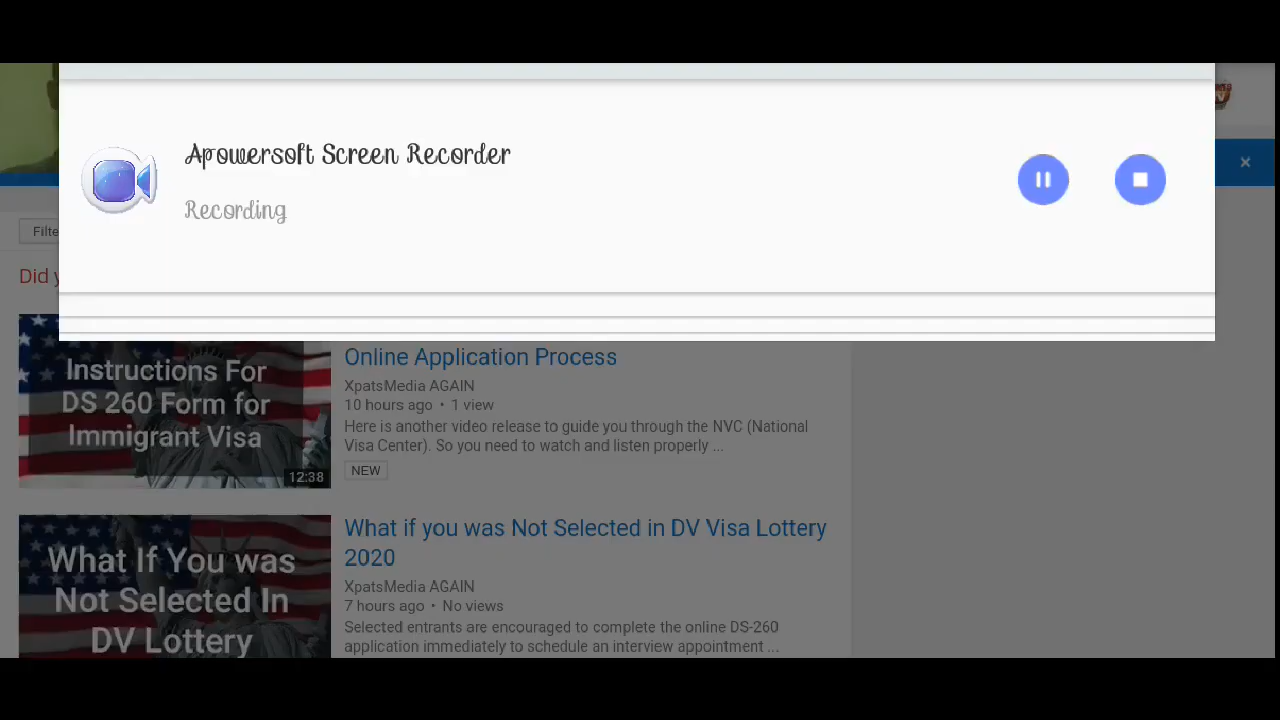 Apowersoft Screen Recorder
Recording
Filte
Did y
Instructions For
DS 260 Form for
Immigrant Visa
12:38
Online Application Process
XpatsMedia AGAIN
10 hours ago • 1 view
Here is another video release to guide you through the NVC (National
Visa Center). So you need to watch and listen properly ...
NEW
What If You was
Not Selected In
DV Lottery
What if you was Not Selected in DV Visa Lottery
2020
XpatsMedia AGAIN
7 hours ago • No views
Selected entrants are encouraged to complete the online DS-260
application immediately to schedule an interview appointment ...